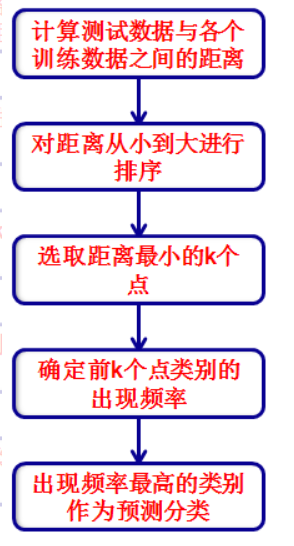 计算测试数据与各个
训练数据之间的距离
对距离从小到大进行
排序
选取距离最小的k个
点
确定前k个点类别的
出现频率
出现频率最高的类别
作为预测分类